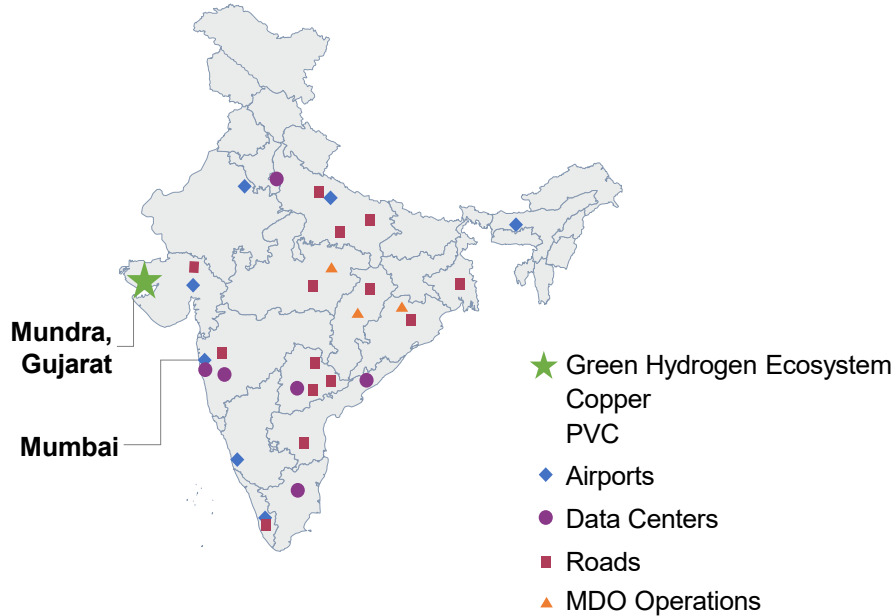 Mundra,
Gujarat
Mumbai
Green Hydrogen Ecosystem
Copper
PVC
Airports
Data Centers
Roads
MDO Operations